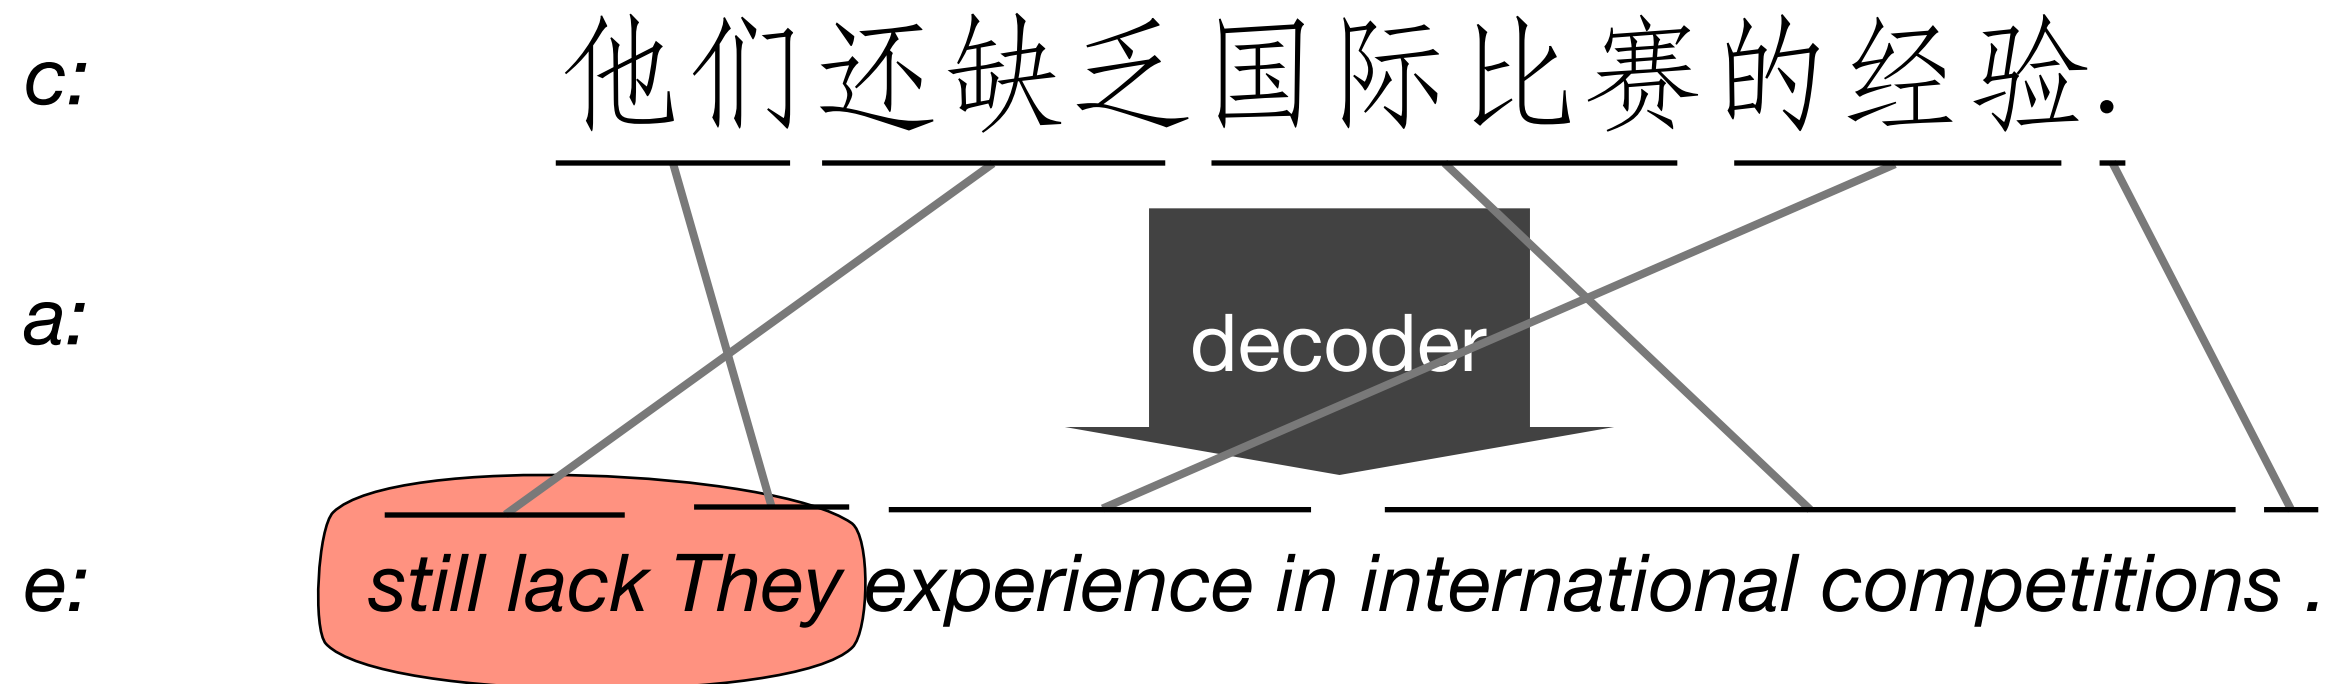 c: 他们还缺乏国际比赛的经验.
a:
decoder
e: still lack They experience in international competitions .